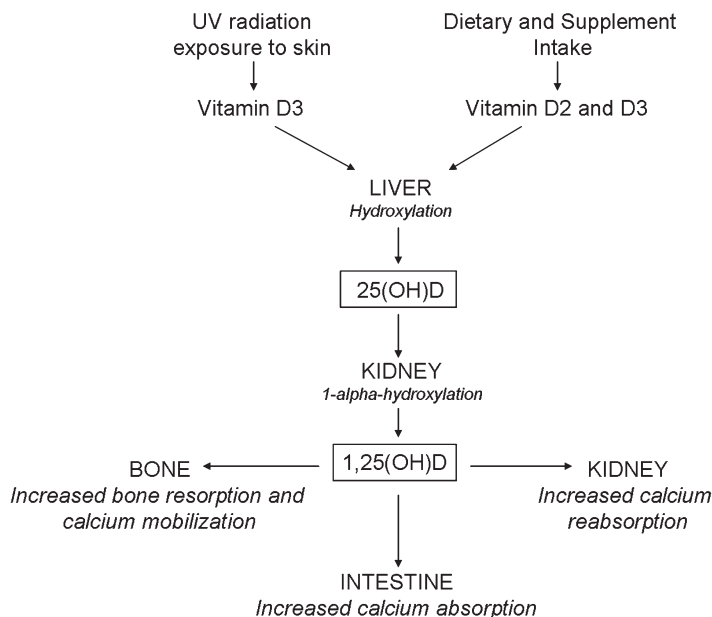 UV radiation
exposure to skin
Dietary and Supplement
Intake
Vitamin D3
Vitamin D2 and D3
LIVER
Hydroxylation
25(OH)D
KIDNEY
1-alpha-hydroxylation
1,25(OH)D
BONE
Increased bone resorption and
calcium mobilization
KIDNEY
Increased calcium
reabsorption
INTESTINE
Increased calcium absorption